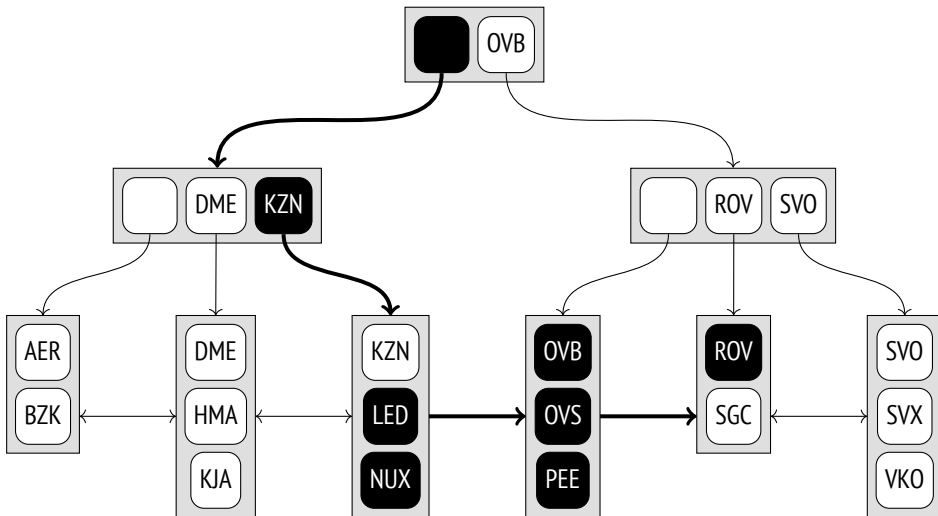 OVB
DME KZN
ROV SVO
AER
BZK
DME
HMA
KJA
KZN
LED
NUX
OVB
OVS
PEE
ROV
SGC
SVO
SVX
VKO